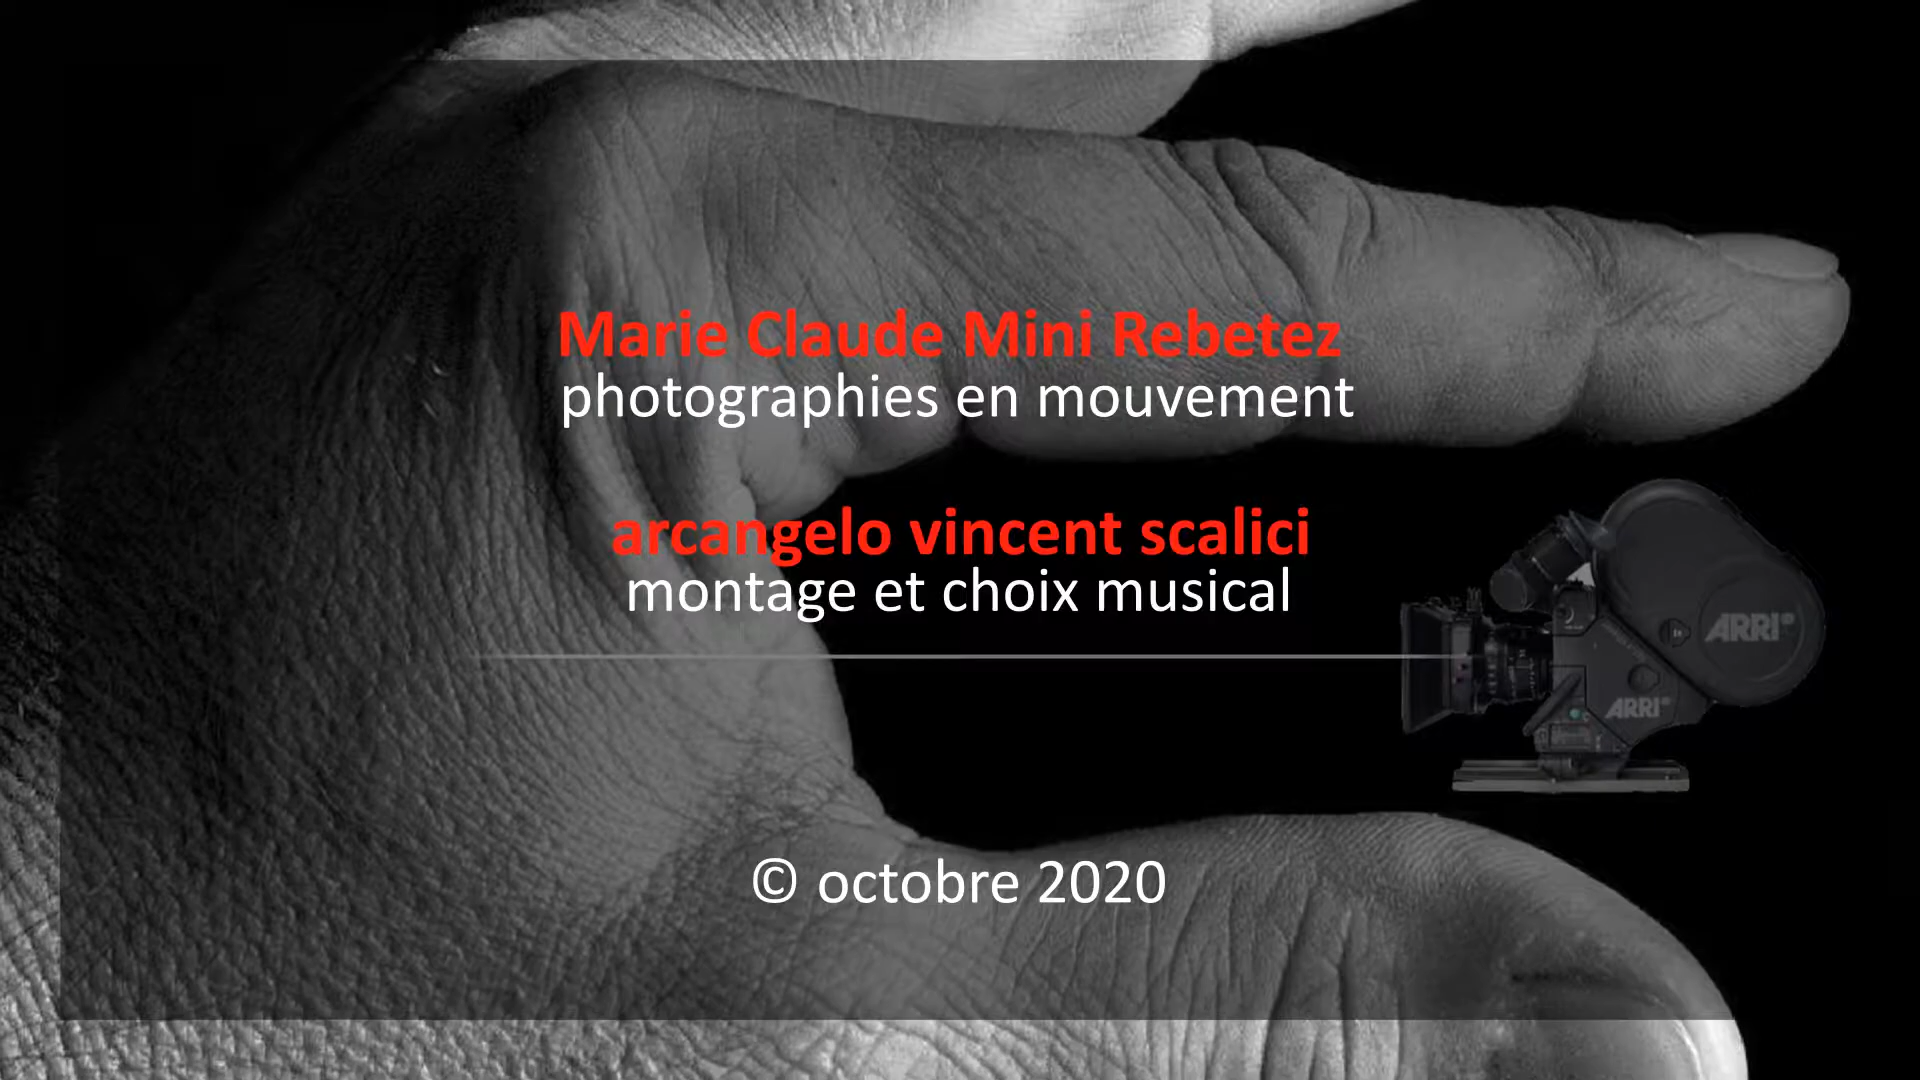 Marie Claude Mini Rebetez
photographies en mouvement
arcangelo vincent scalici
montage et choix musical
ARRI
ARRI
© octobre 2020